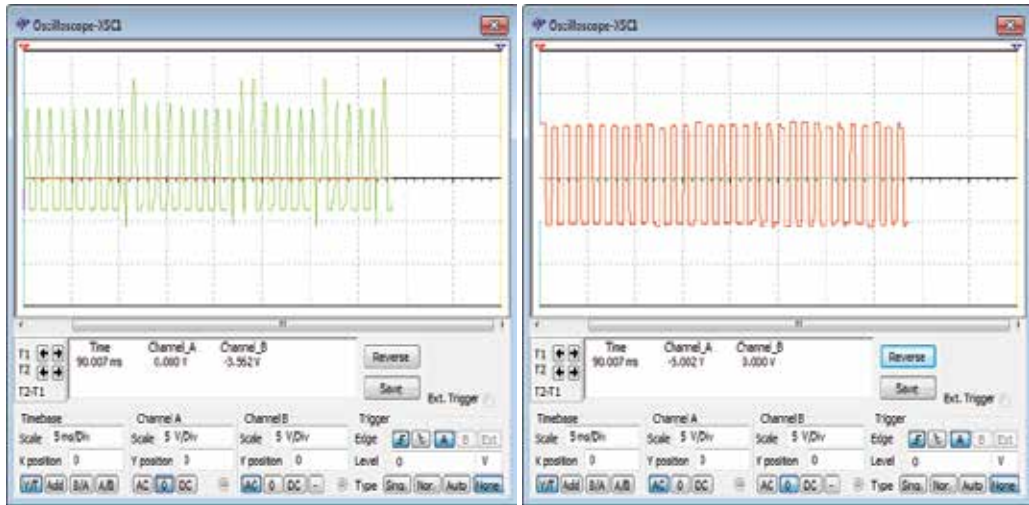 Oscilloscope-XSC1
T1
T2
T2-T1
Time Channel_A Channel_B
90.007 ms 0.000 V -3.562 V
Reverse
Save
Ext. Trigger
Timebase
Scale 5 ms/Div
X position 0
Y/T Add B/A A/B
Channel A
Scale 5 V/Div
Y position 0
AC 0 DC
Channel B
Scale 5 V/Div
Y position 0
AC 0 DC -
Trigger
Edge A B Ext
Level 0 V
Type Sing. Nor. Auto None
Oscilloscope-XSC1
T1
T2
T2-T1
Time Channel_A Channel_B
90.007 ms -5.002 V 0.000 V
Reverse
Save
Ext. Trigger
Timebase
Scale 5 ms/Div
X position 0
Y/T Add B/A A/B
Channel A
Scale 5 V/Div
Y position 0
AC 0 DC
Channel B
Scale 5 V/Div
Y position 0
AC 0 DC -
Trigger
Edge A B Ext
Level 0 V
Type Sing. Nor. Auto None